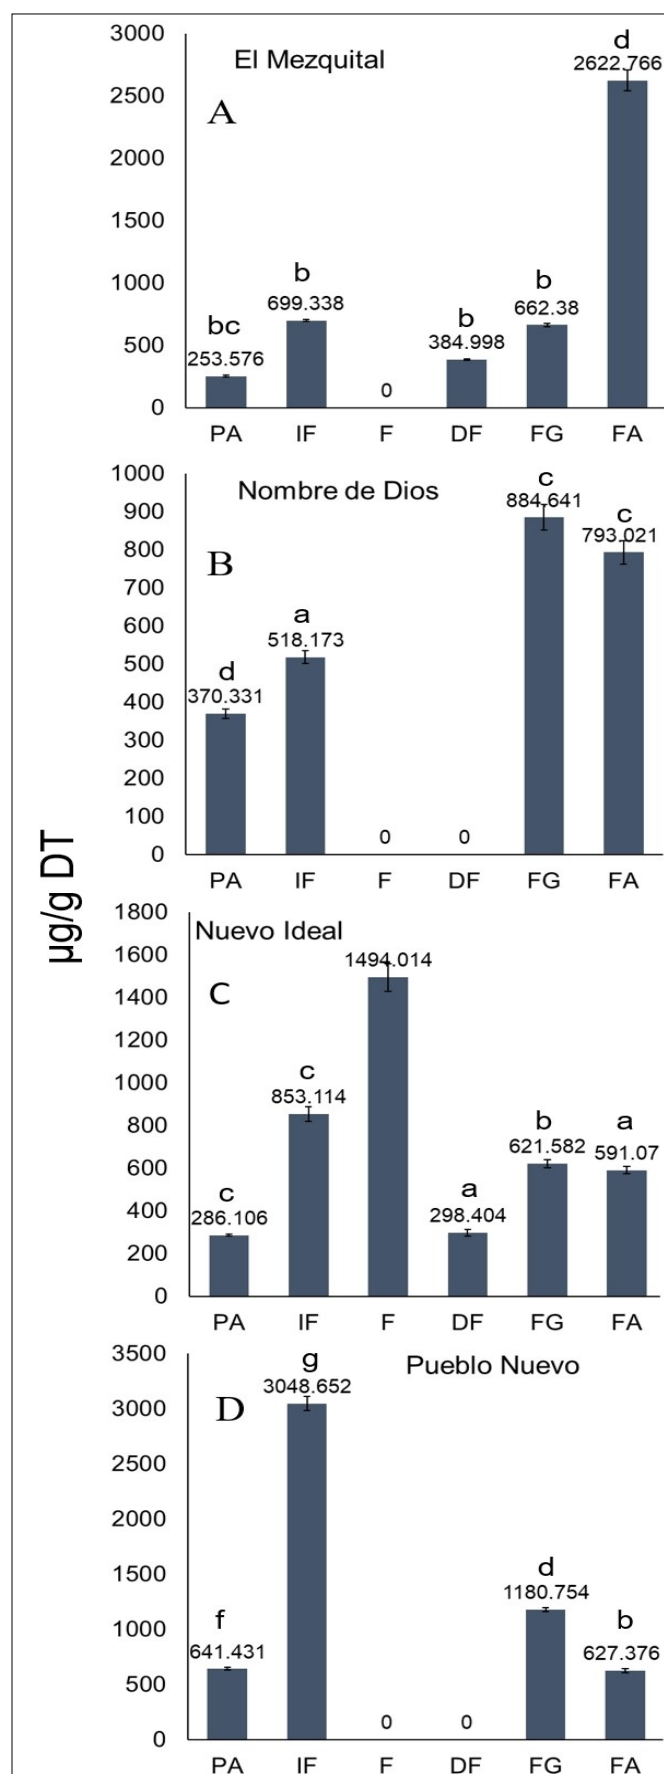 µg/g DT
El Mezquital
A
3000
2500
2000
1500
1000
500
0
bc
253.576
b
699.338
0
b
384.998
b
662.38
d
2622.766
PA IF F DF FG FA
Nombre de Dios
B
1000
900
800
700
600
500
400
300
200
100
0
d
370.331
a
518.173
0
0
c
884.641
c
793.021
PA IF F DF FG FA
Nuevo Ideal
C
1800
1600
1400
1200
1000
800
600
400
200
0
c
286.106
c
853.114
1494.014
a
298.404
b
621.582
a
591.07
PA IF F DF FG FA
Pueblo Nuevo
D
3500
3000
2500
2000
1500
1000
500
0
f
641.431
g
3048.652
0
0
d
1180.754
b
627.376
PA IF F DF FG FA